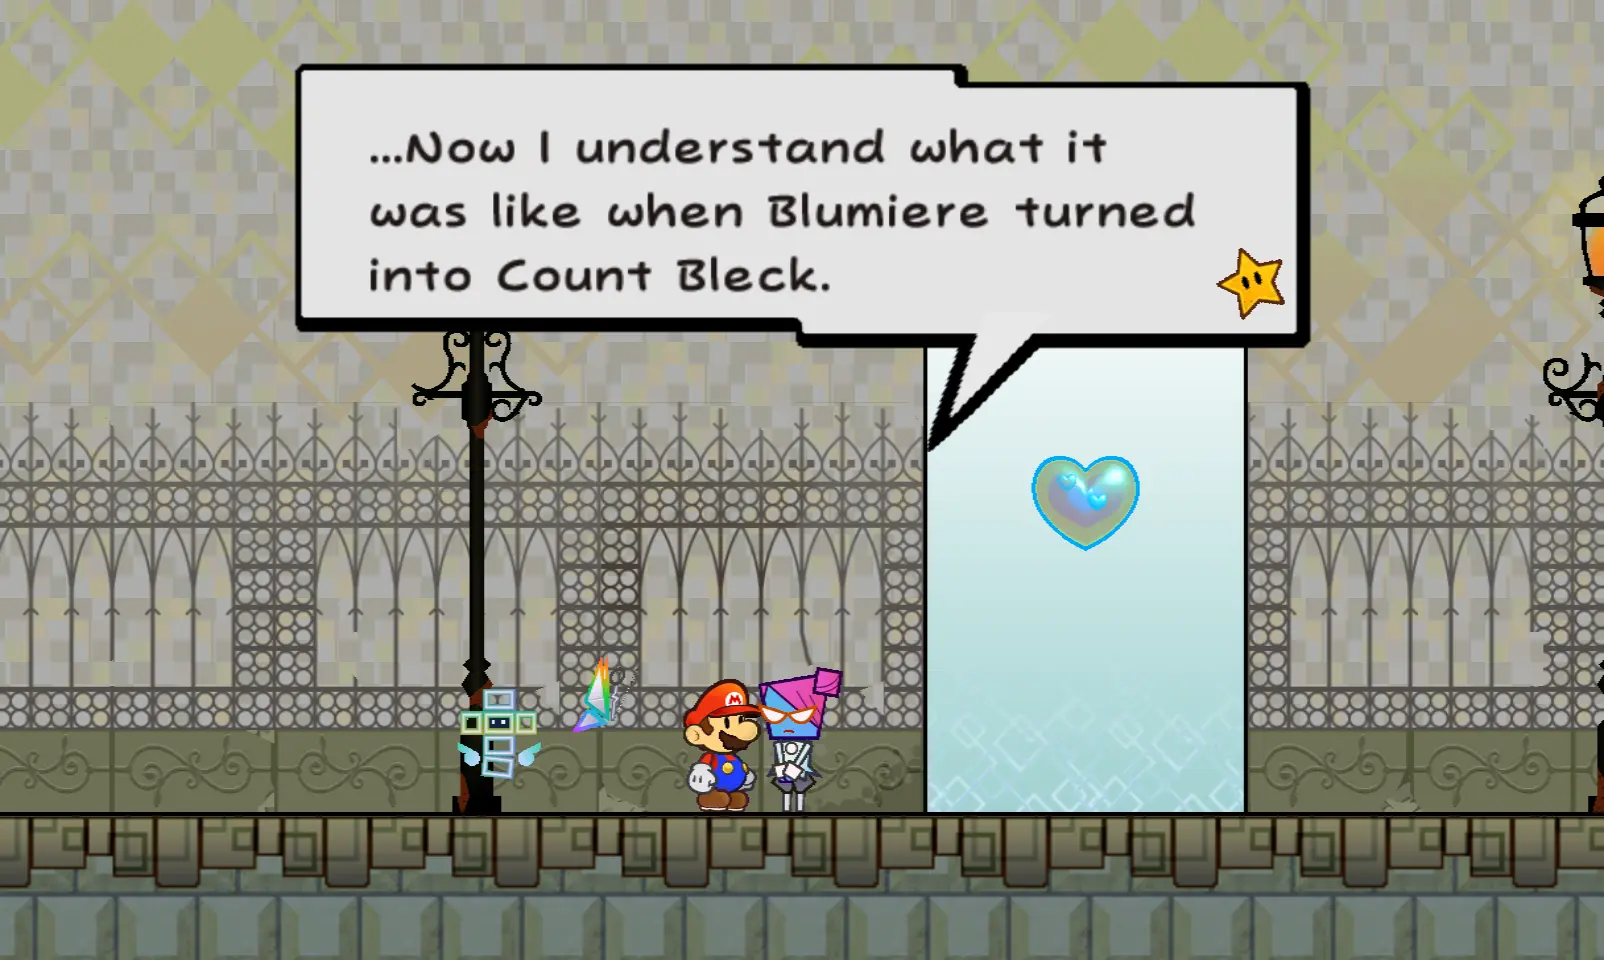 ...Now I understand what it
was like when Blumiere turned
into Count Bleck.
M